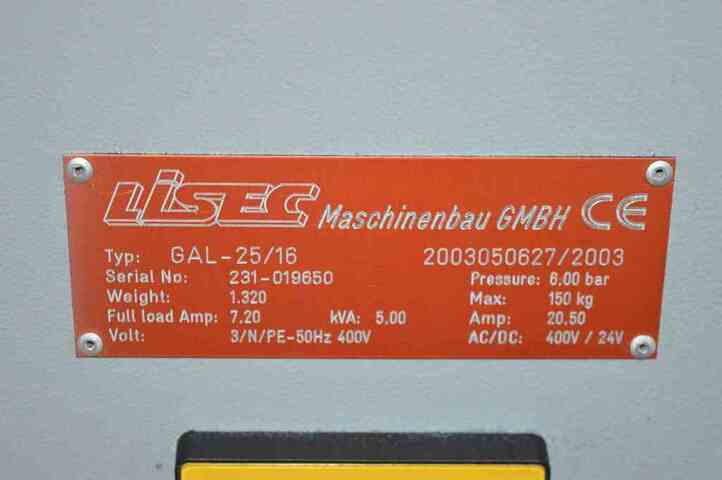 LiSEC Maschinenbau GMBH CE
Typ: GAL-25/16 2003050627/2003
Serial No: 231-019650 Pressure: 6,00 bar
Weight: 1.320 Max: 150 kg
Full load Amp: 7.20 kVA: 5.00 Amp: 20.50
Volt: 3/N/PE-50Hz 400V AC/DC: 400V / 24V